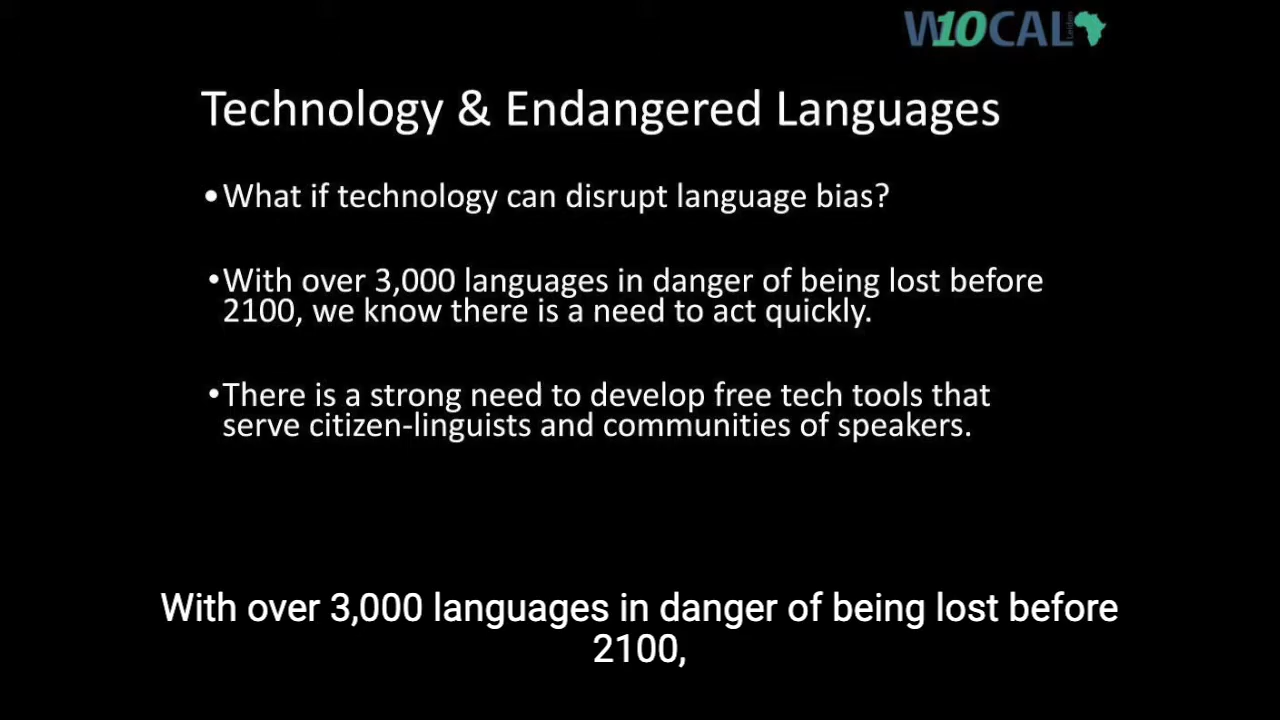 W10CAL Leiden
Technology & Endangered Languages
•What if technology can disrupt language bias?
•With over 3,000 languages in danger of being lost before
2100, we know there is a need to act quickly.
•There is a strong need to develop free tech tools that
serve citizen-linguists and communities of speakers.
With over 3,000 languages in danger of being lost before
2100,